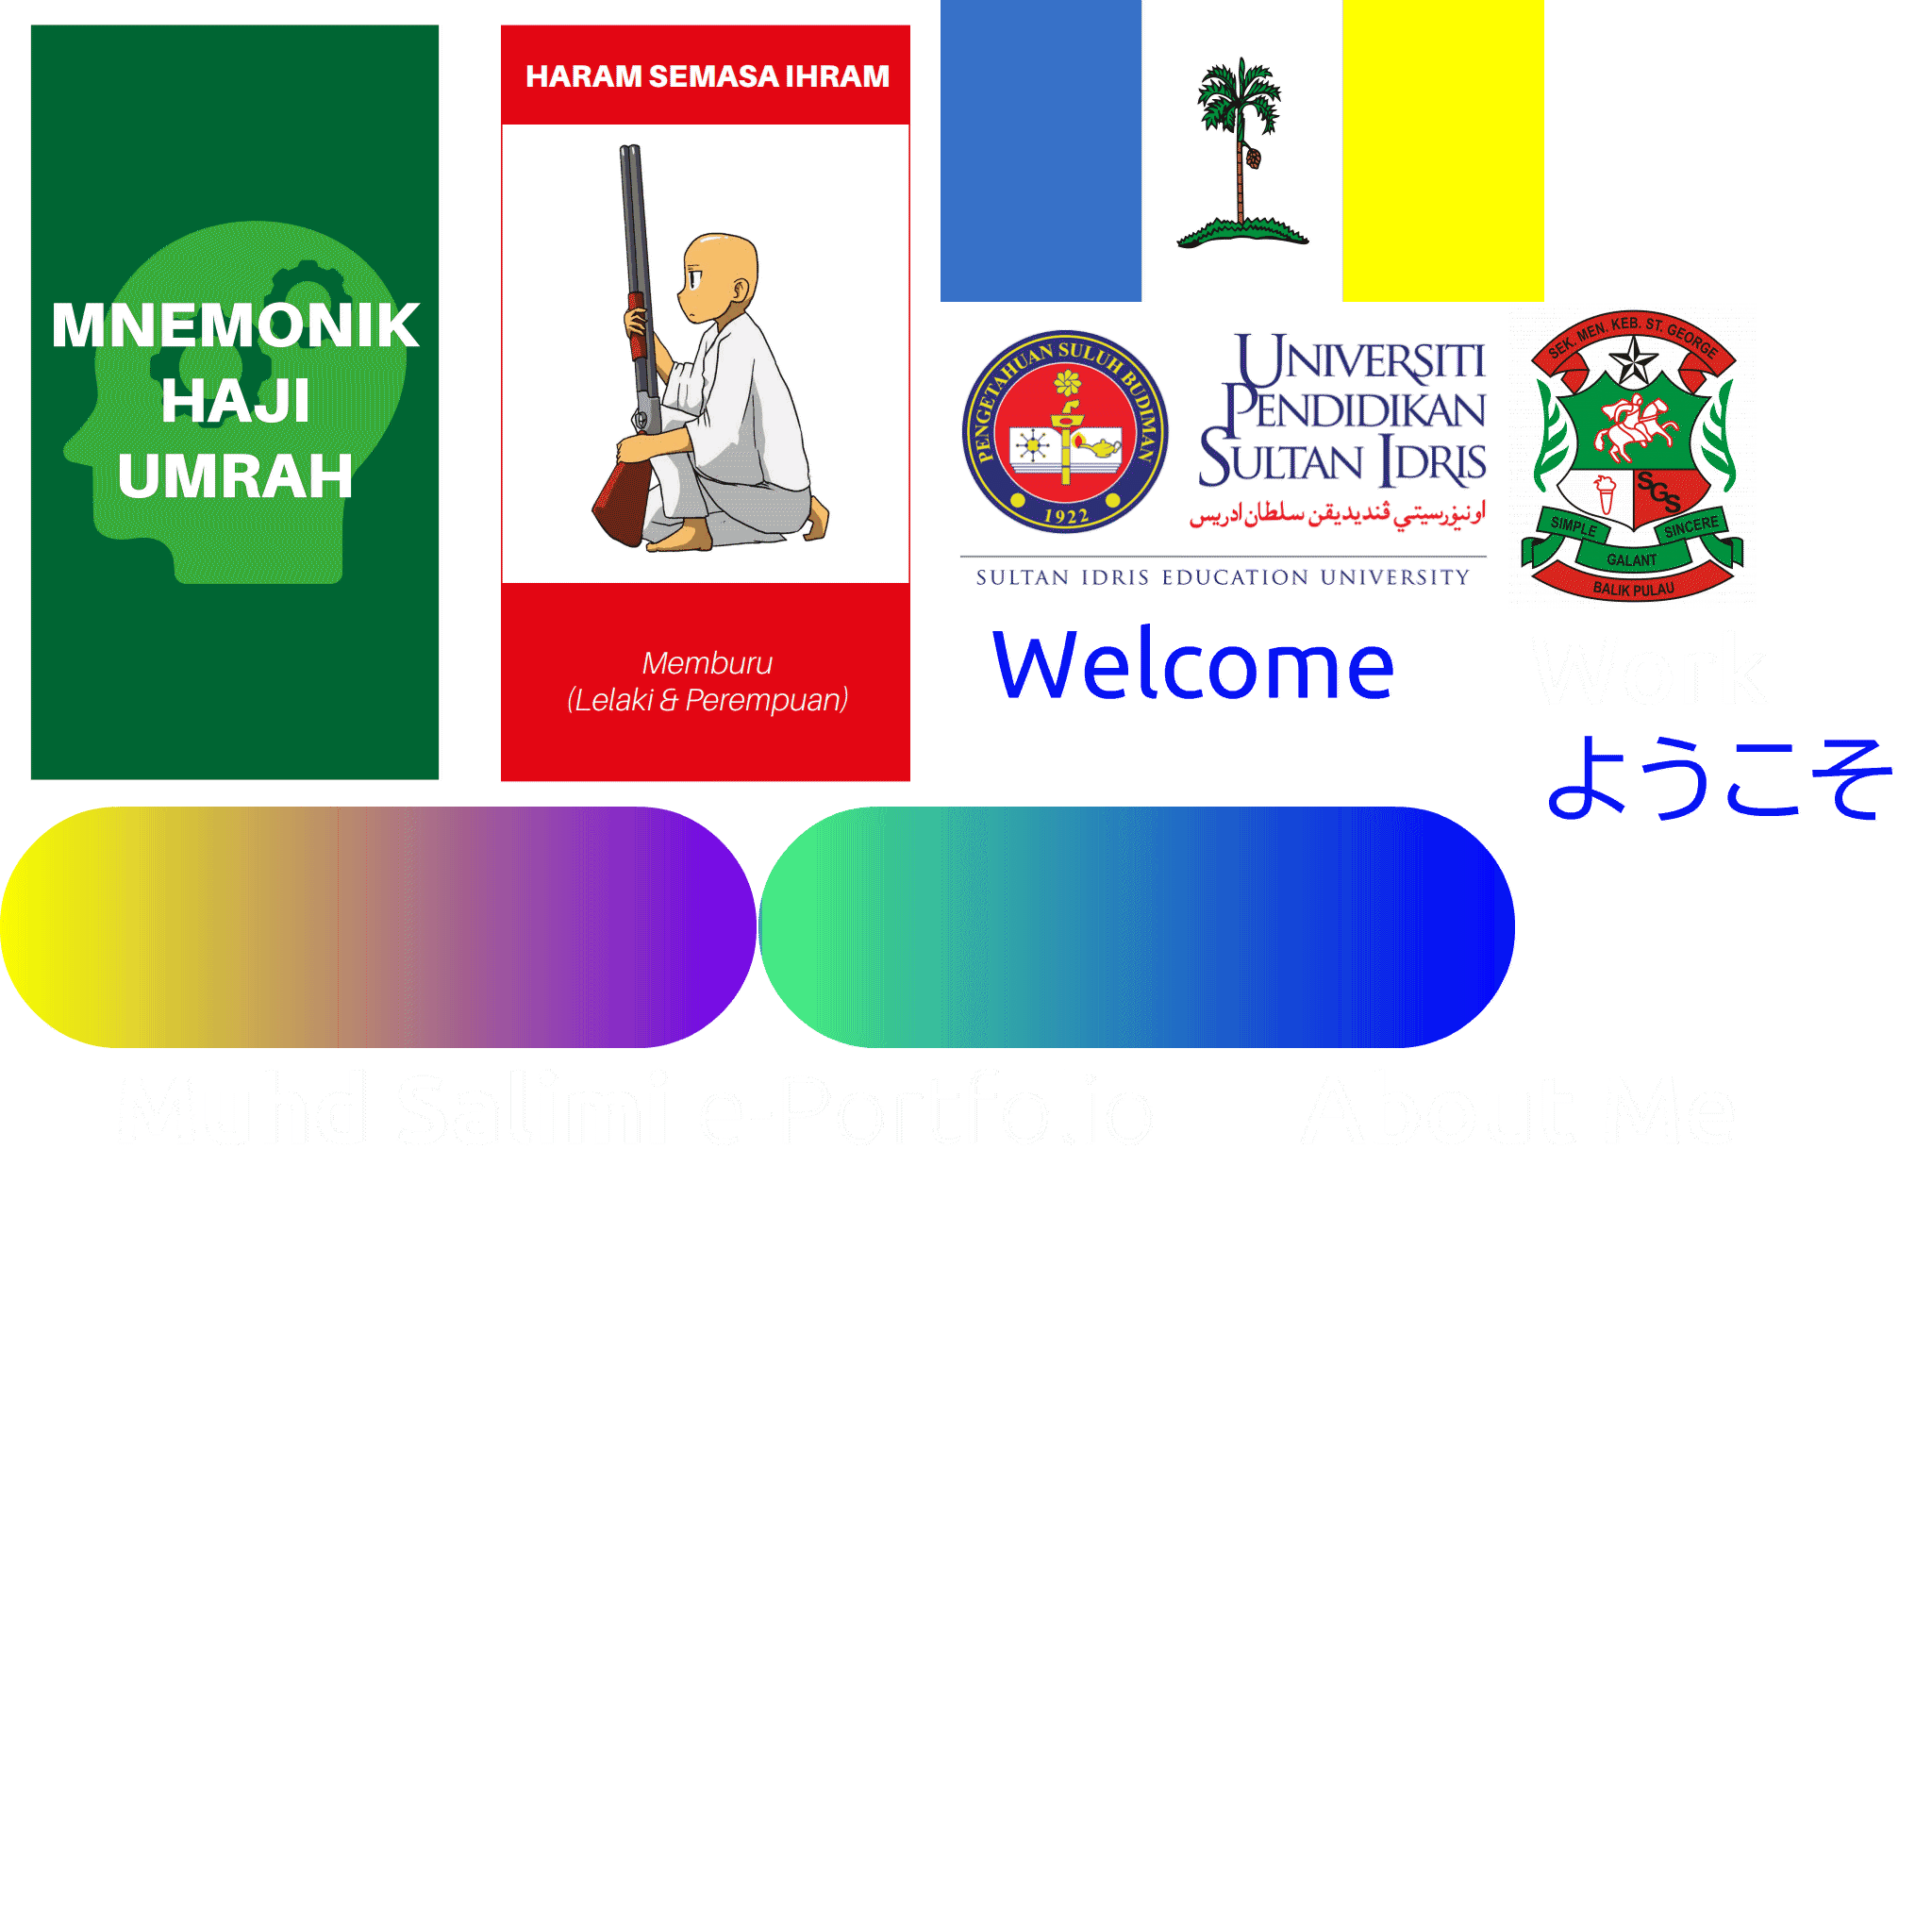 MNEMONIK
HAJI
UMRAH
HARAM SEMASA IHRAM
Memburu
(Lelaki & Perempuan)
PENGETAHUAN SULUH BUDIMAN
1922
UNIVERSITI
PENDIDIKAN
SULTAN IDRIS
اونيۏرسيتي ڤنديديقن سلطان ادريس
SULTAN IDRIS EDUCATION UNIVERSITY
SEK. MEN. KEB. ST. GEORGE
SGS
SIMPLE
GALANT
SINCERE
BALIK PULAU
Welcome
Work
ようこそ
Muhd Salimi e-Portfolio
About Me